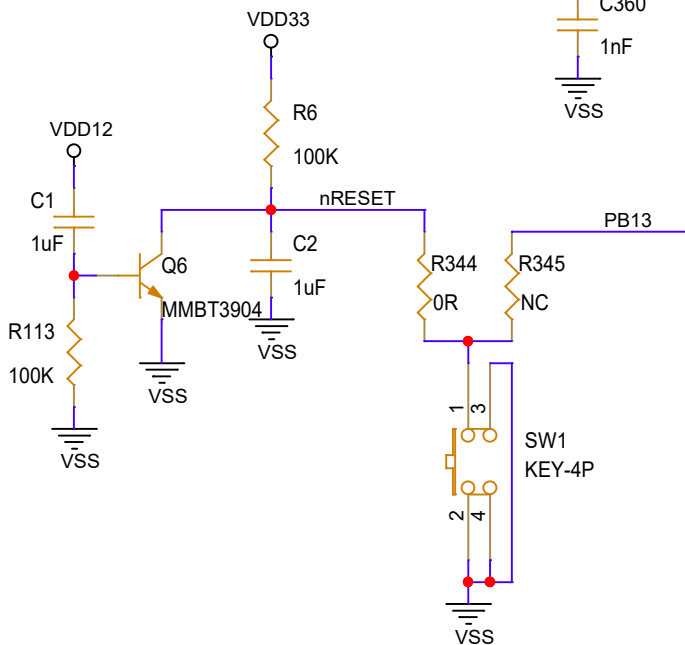 C360
1nF
VSS
VDD33
R6
100K
VDD12
C1
1uF
nRESET
PB13
Q6
MMBT3904
C2
1uF
R344
0R
R345
NC
R113
100K
VSS
VSS
VSS
1
3
SW1
KEY-4P
2
4
VSS